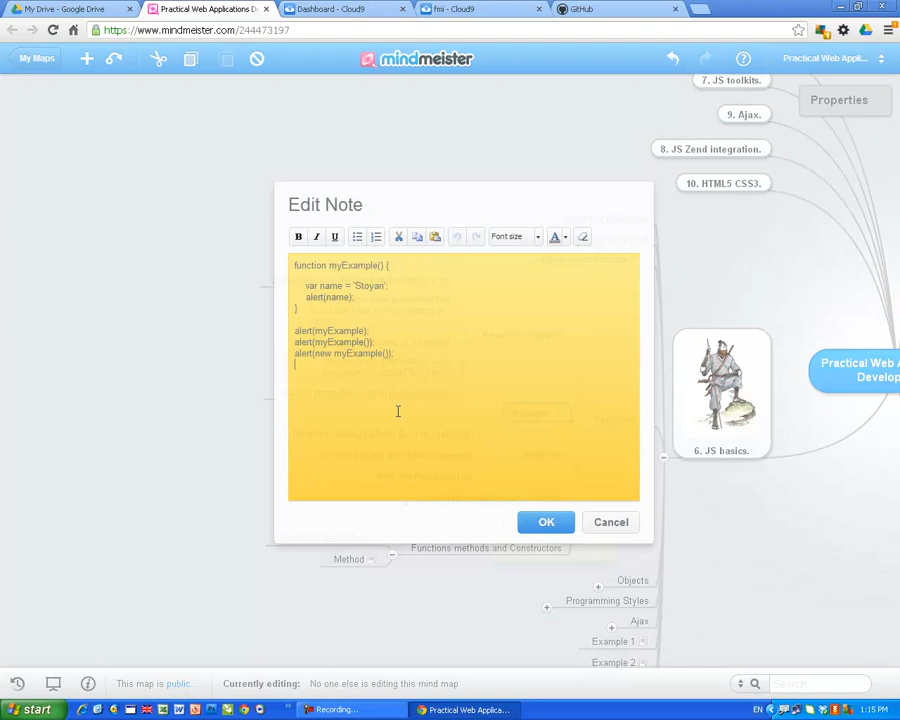 My Drive - Google Drive
Practical Web Applications D
Dashboard - Cloud9
fmi - Cloud9
GitHub
https://www.mindmeister.com/244473197
My Maps
mindmeister
Practical Web Appli...
7. JS toolkits.
Properties
9. Ajax.
8. JS Zend integration.
10. HTML5 CSS3.
Edit Note
B I U
Font size
A
function myExample() {
var name = 'Stoyan';
alert(name);
}
alert(myExample);
alert(myExample());
alert(new myExample());
Example
Practical Web A
Develop
6. JS basics.
OK
Cancel
Functions methods and Constructors
Method
Objects
Programming Styles
Ajax
Example 1
Example 2
This map is public...
Currently editing:
No one else is editing this mind map
Search
start
Recording...
Practical Web Applica...
EN
1:15 PM